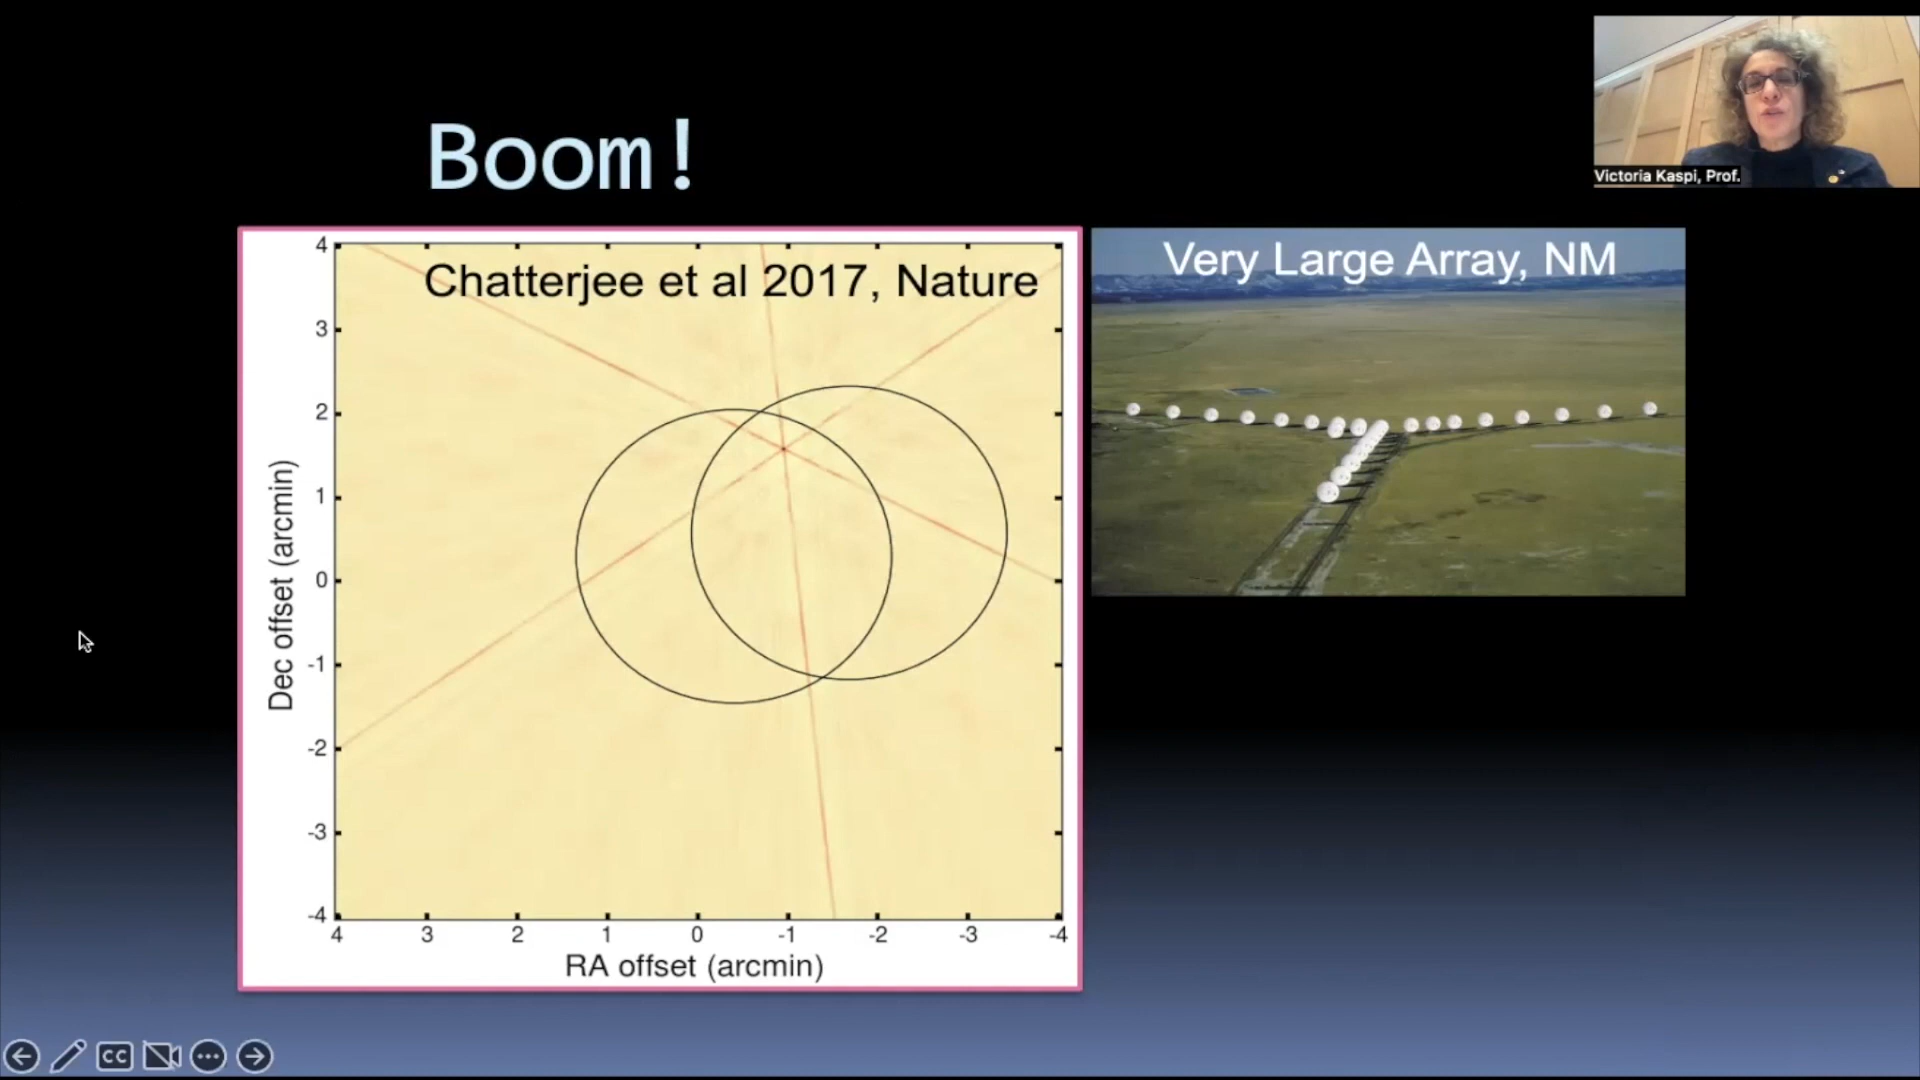 Boom!
Victoria Kaspi, Prof.
Chatterjee et al 2017, Nature
Very Large Array, NM
4
3
2
1
0
-1
-2
-3
-4
Dec offset (arcmin)
4 3 2 1 0 -1 -2 -3 -4
RA offset (arcmin)
CC